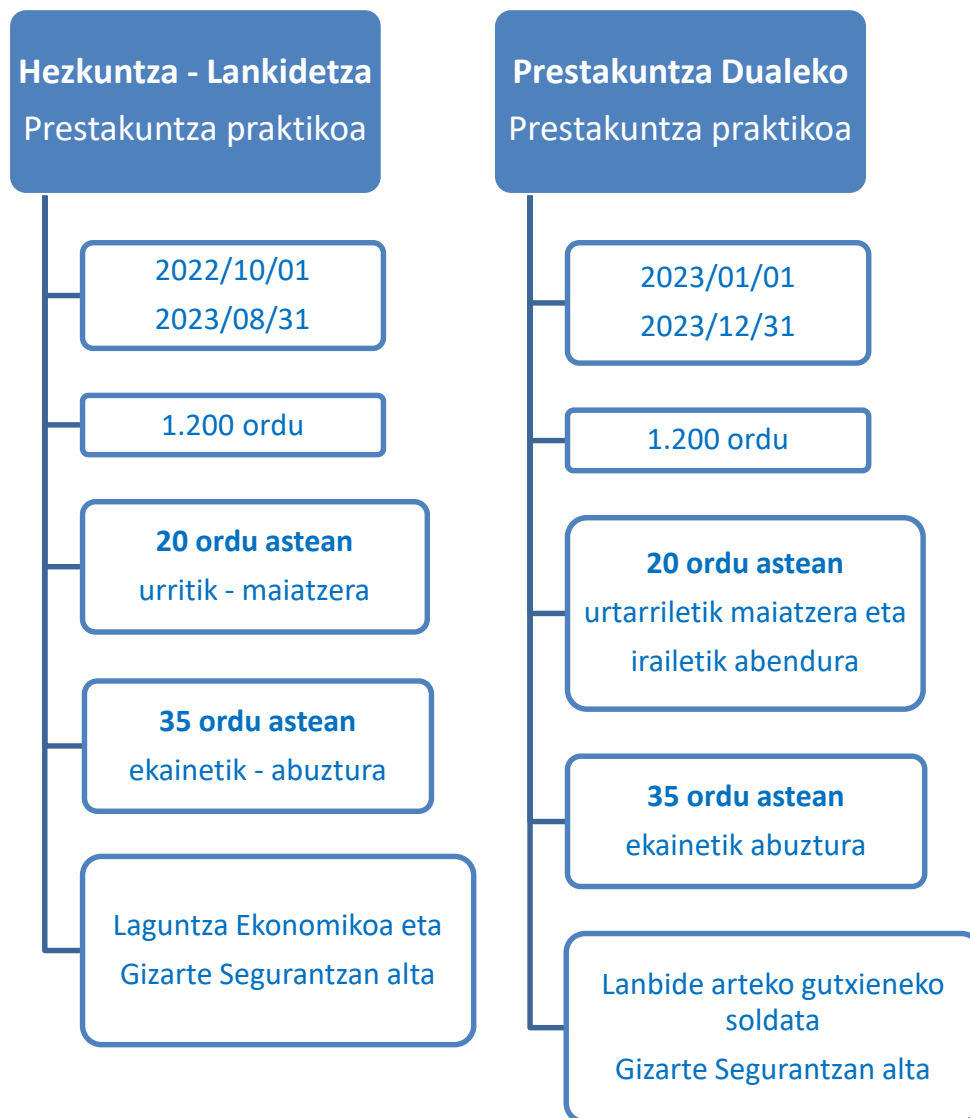 Hezkuntza - Lankidetza
Prestakuntza praktikoa
2022/10/01
2023/08/31
1.200 ordu
20 ordu astean
urritik - maiatzera
35 ordu astean
ekainetik - abuztura
Laguntza Ekonomikoa eta
Gizarte Segurantzan alta
Prestakuntza Dualeko
Prestakuntza praktikoa
2023/01/01
2023/12/31
1.200 ordu
20 ordu astean
urtarriletik maiatzera eta
irailetik abendura
35 ordu astean
ekainetik abuztura
Lanbide arteko gutxieneko
soldata
Gizarte Segurantzan alta